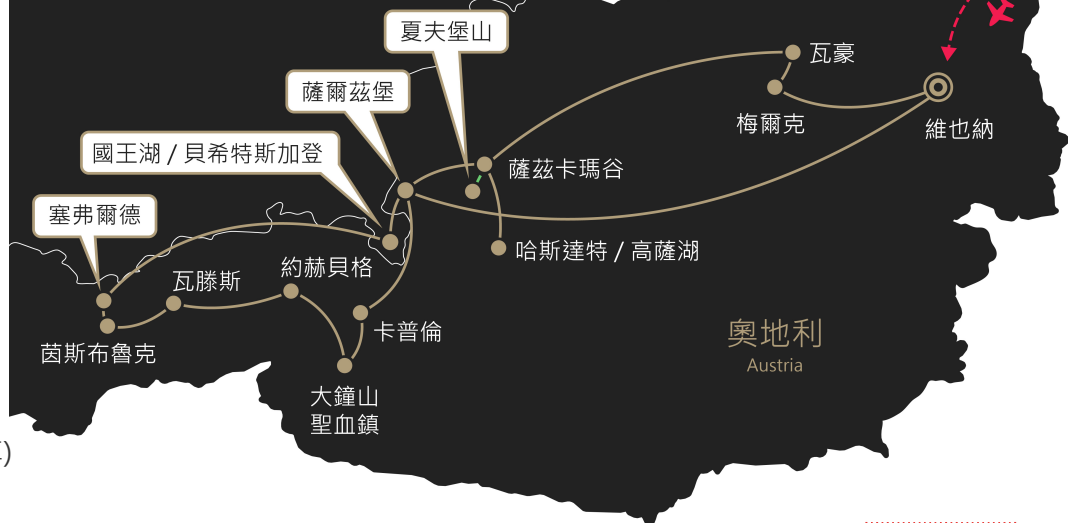 夏夫堡山
瓦豪
薩爾茲堡
梅爾克
維也納
國王湖 / 貝希特斯加登
薩茲卡瑪谷
塞弗爾德
哈斯達特 / 高薩湖
約赫貝格
瓦滕斯
卡普倫
奧地利
Austria
茵斯布魯克
大鐘山
聖血鎮